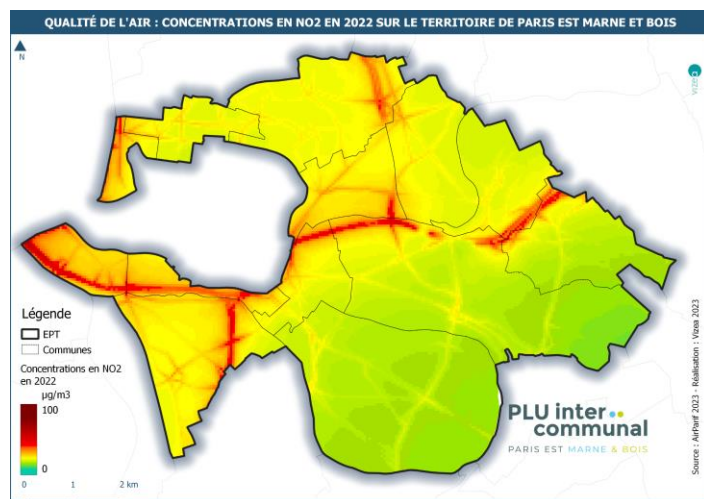 QUALITÉ DE L'AIR : CONCENTRATIONS EN NO2 EN 2022 SUR LE TERRITOIRE DE PARIS EST MARNE ET BOIS
N
vizea
Légende
EPT
Communes
Concentrations en NO2
en 2022
µg/m3
100
0
0 1 2 km
PLU inter
communal
PARIS EST MARNE & BOIS
Source : AirParif 2023 - Réalisation : Vizea 2023